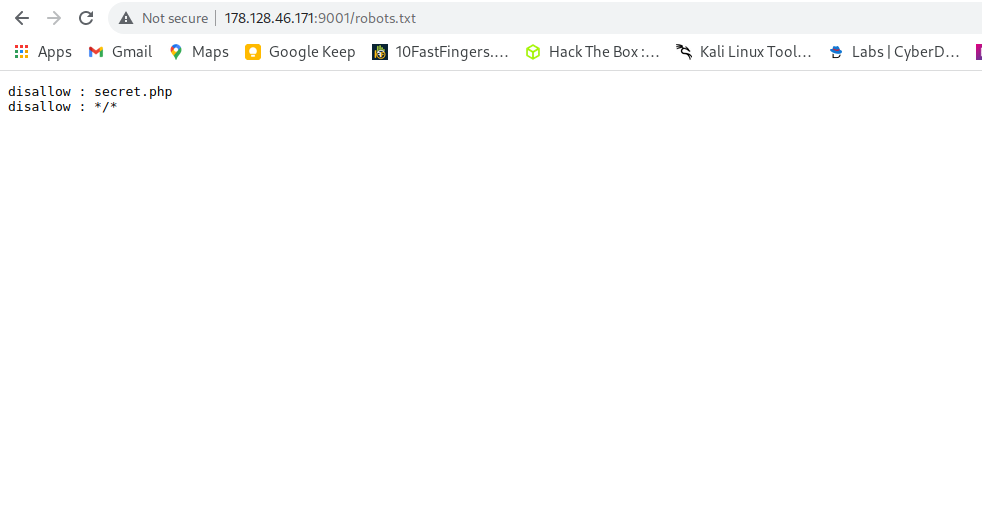 Not secure 178.128.46.171:9001/robots.txt
Apps Gmail Maps Google Keep 10FastFingers.... Hack The Box :... Kali Linux Tool... Labs | CyberD...
disallow : secret.php
disallow : */*